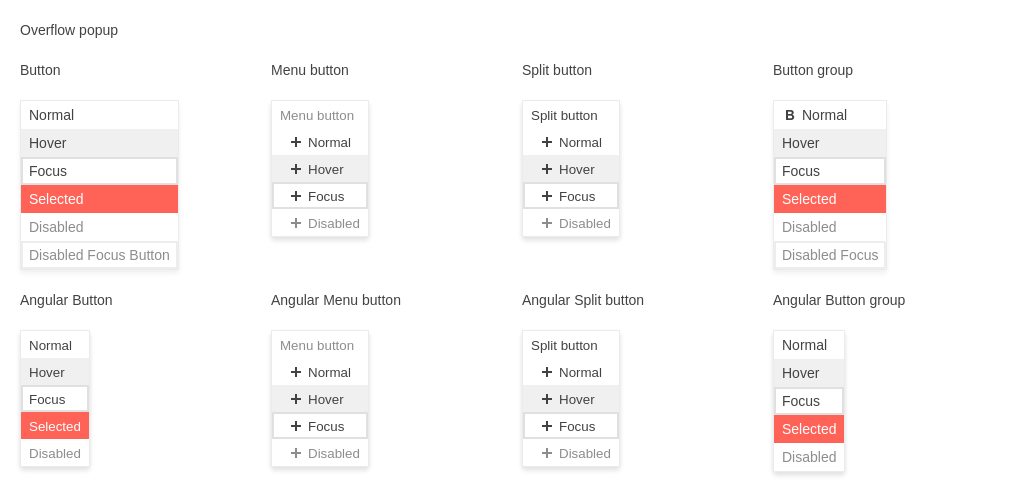 Overflow popup
Button
Normal
Hover
Focus
Selected
Disabled
Disabled Focus Button
Menu button
Menu button
Normal
Hover
Focus
Disabled
Split button
Split button
Normal
Hover
Focus
Disabled
Button group
B Normal
Hover
Focus
Selected
Disabled
Disabled Focus
Angular Button
Normal
Hover
Focus
Selected
Disabled
Angular Menu button
Menu button
Normal
Hover
Focus
Disabled
Angular Split button
Split button
Normal
Hover
Focus
Disabled
Angular Button group
Normal
Hover
Focus
Selected
Disabled